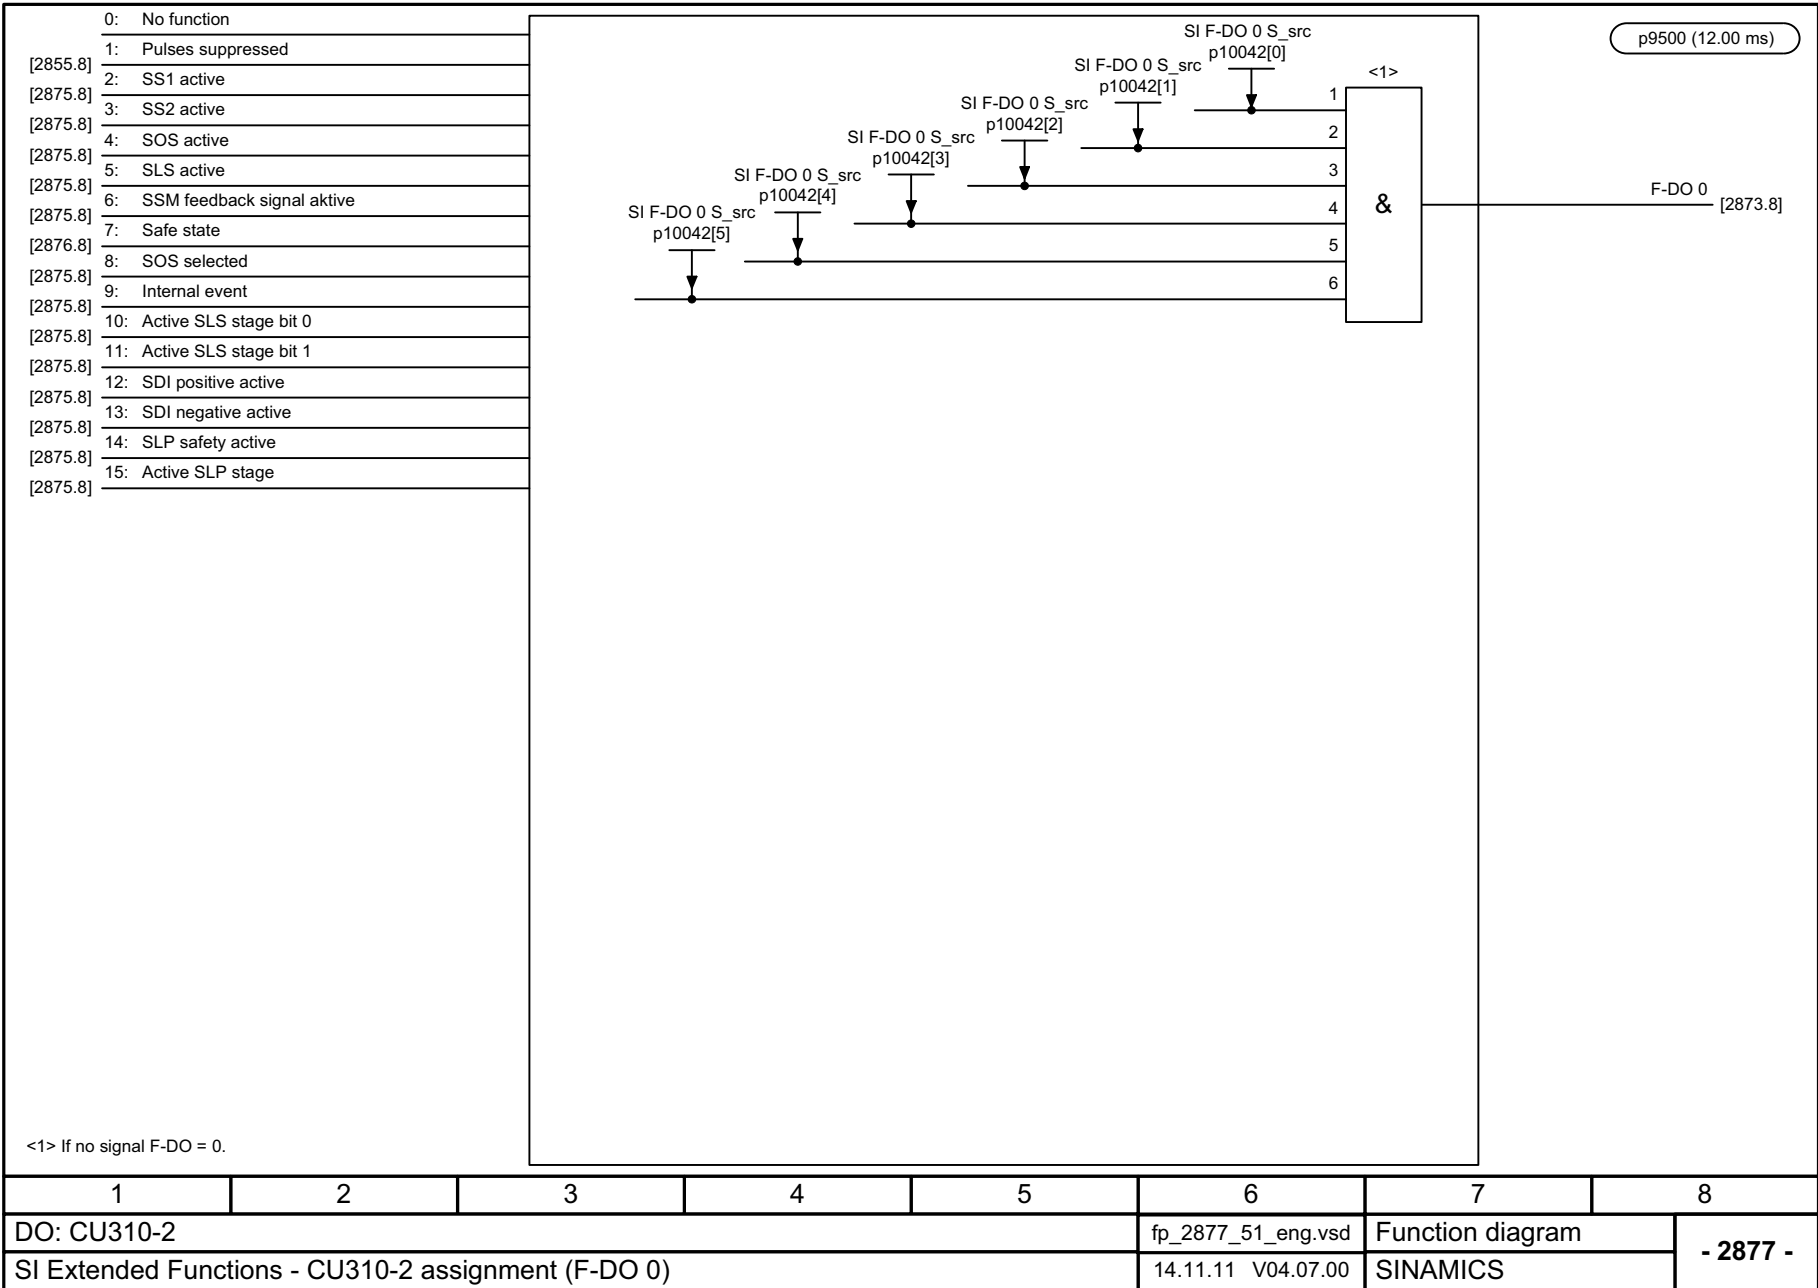 0: No function
1: Pulses suppressed
[2855.8]
2: SS1 active
[2875.8]
3: SS2 active
[2875.8]
4: SOS active
[2875.8]
5: SLS active
[2875.8]
6: SSM feedback signal aktive
[2875.8]
7: Safe state
[2876.8]
8: SOS selected
[2875.8]
9: Internal event
[2875.8]
10: Active SLS stage bit 0
[2875.8]
11: Active SLS stage bit 1
[2875.8]
12: SDI positive active
[2875.8]
13: SDI negative active
[2875.8]
14: SLP safety active
[2875.8]
15: Active SLP stage
[2875.8]
SI F-DO 0 S_src
p10042[0]
SI F-DO 0 S_src
p10042[1]
SI F-DO 0 S_src
p10042[2]
SI F-DO 0 S_src
p10042[3]
SI F-DO 0 S_src
p10042[4]
SI F-DO 0 S_src
p10042[5]
<1>
1
2
3
4
5
6
&
p9500 (12.00 ms)
F-DO 0
[2873.8]
<1> If no signal F-DO = 0.
1 2 3 4 5 6 7 8
DO: CU310-2
fp_2877_51_eng.vsd
Function diagram
- 2877 -
SI Extended Functions - CU310-2 assignment (F-DO 0)
14.11.11 V04.07.00
SINAMICS